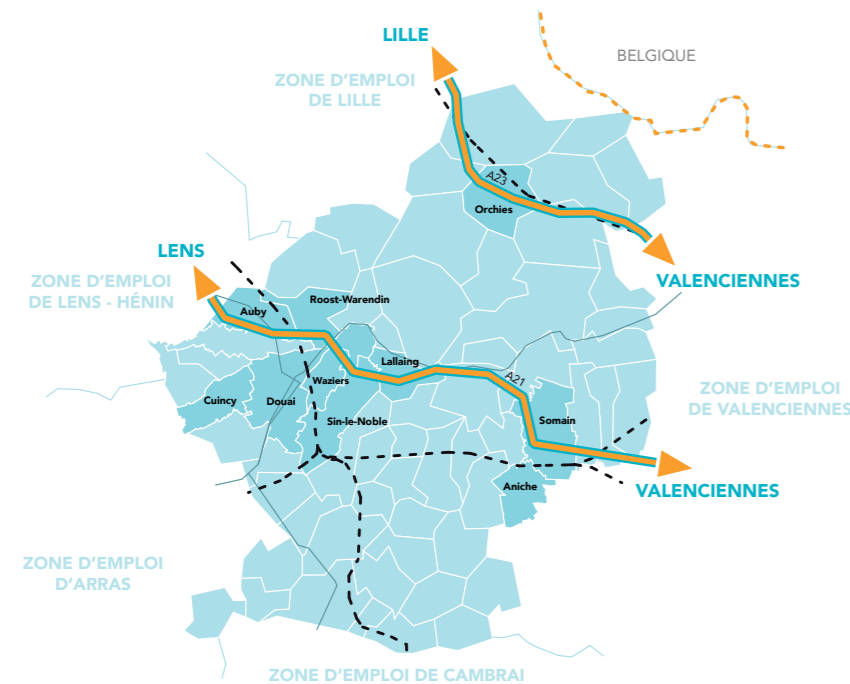 LILLE
BELGIQUE
ZONE D'EMPLOI
DE LILLE
A23
Orchies
LENS
VALENCIENNES
ZONE D'EMPLOI
DE LENS - HÉNIN
Roost-Warendin
Auby
Lallaing
A21
Waziers
ZONE D'EMPLOI
DE VALENCIENNES
Cuincy
Douai
Sin-le-Noble
Somain
Aniche
VALENCIENNES
ZONE D'EMPLOI
D'ARRAS
ZONE D'EMPLOI DE CAMBRAI